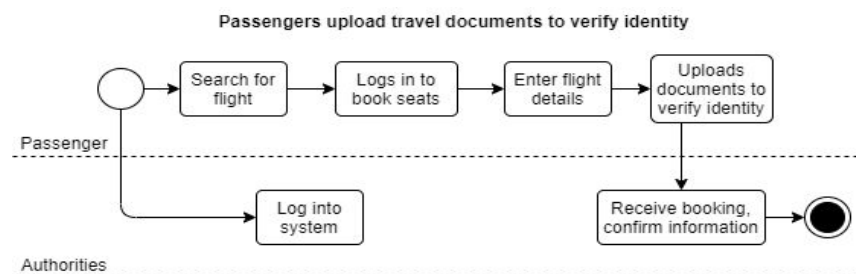 Passengers upload travel documents to verify identity
Search for
flight
Logs in to
book seats
Enter flight
details
Uploads
documents to
verify identity
Passenger
Log into
system
Receive booking,
confirm information
Authorities